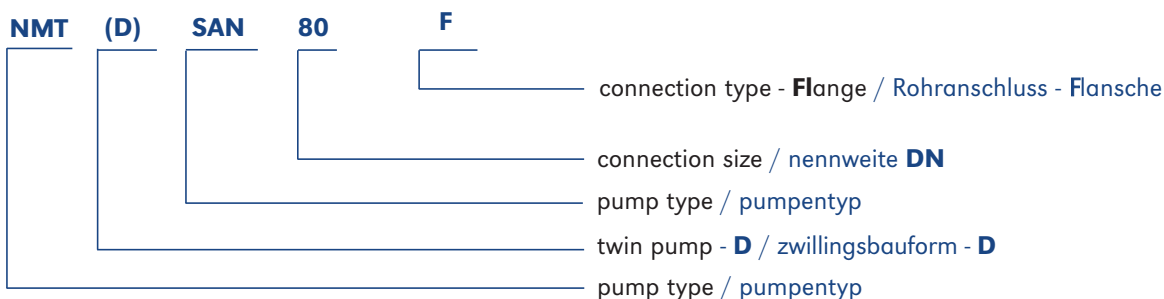 NMT (D) SAN 80 F
connection type - Flange / Rohranschluss - Flansche
connection size / nennweite DN
pump type / pumpentyp
twin pump - D / zwillingsbauform - D
pump type / pumpentyp